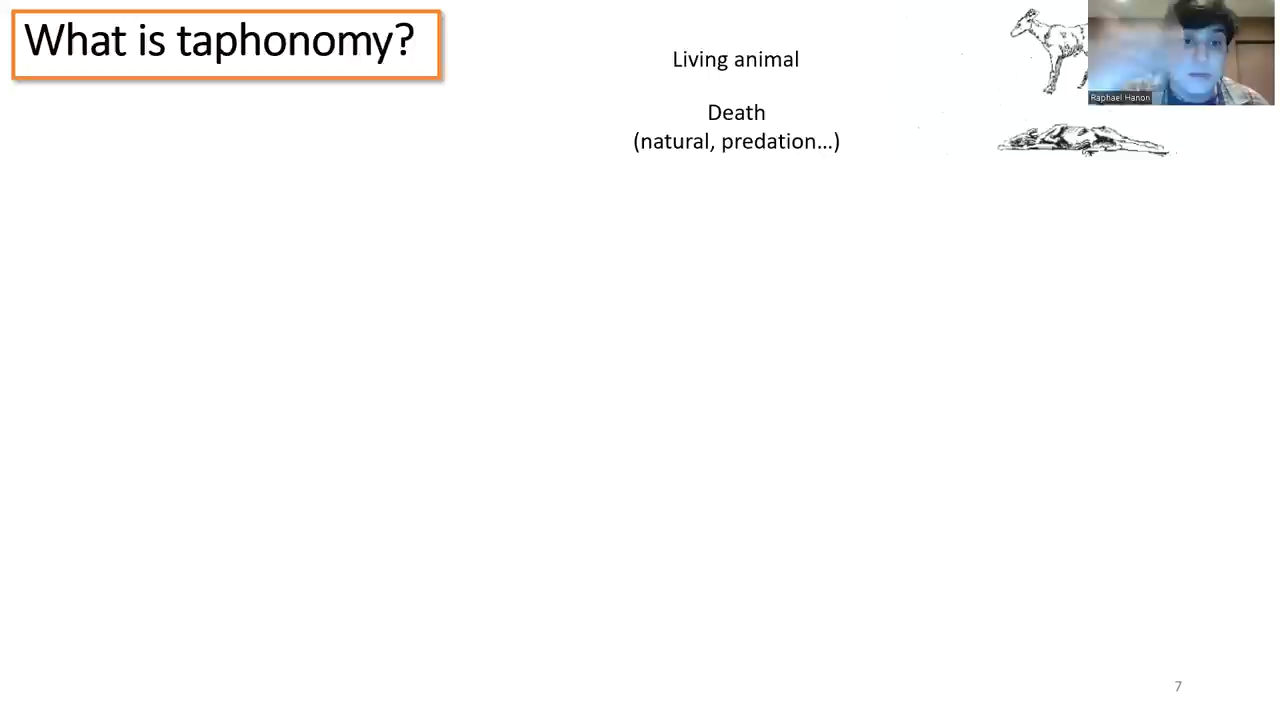 What is taphonomy?
Living animal
Death
(natural, predation…)
Raphael Hanon
7